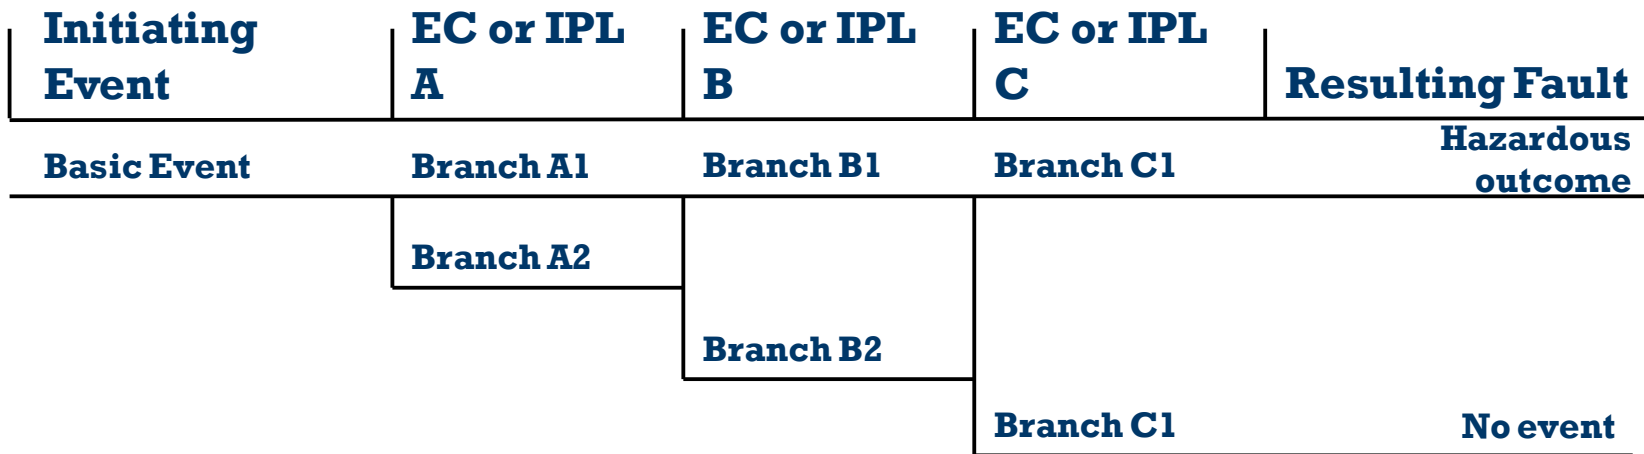 Initiating
Event
EC or IPL
A
EC or IPL
B
EC or IPL
C
Resulting Fault
Basic Event
Branch A1
Branch B1
Branch C1
Hazardous
outcome
Branch A2
Branch B2
Branch C1
No event